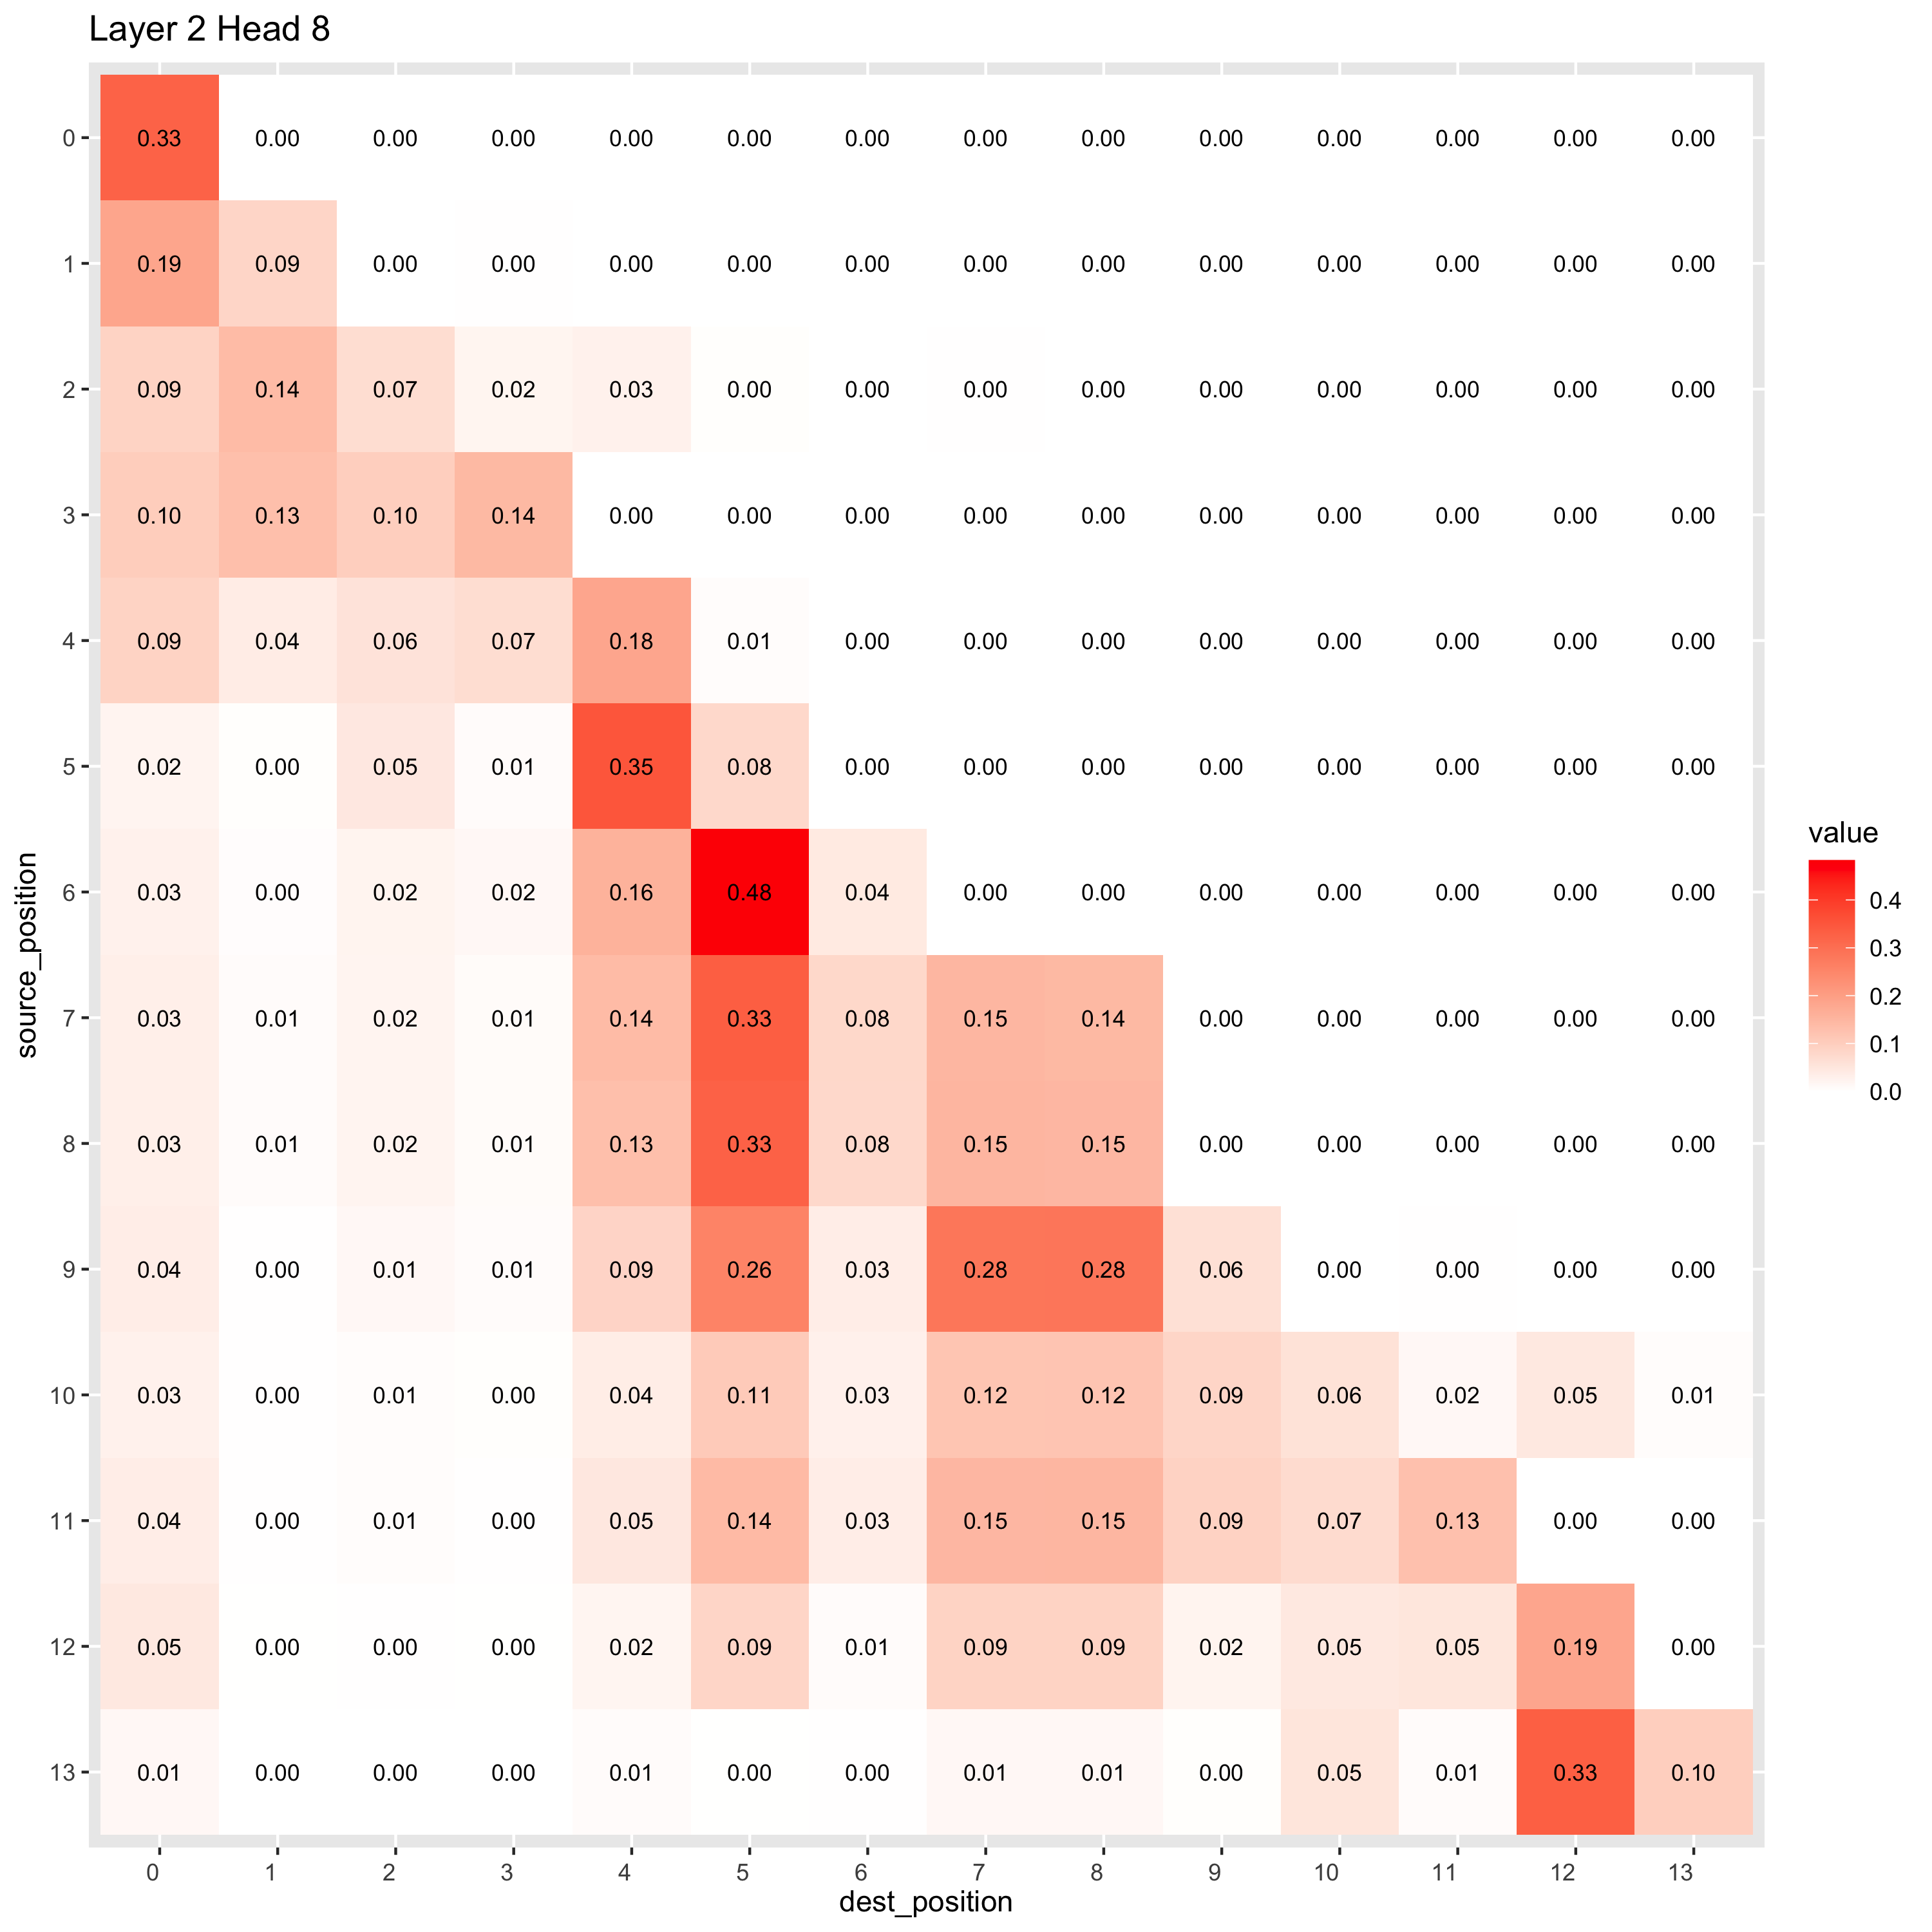 Layer 2 Head 8
0 0.33 0.00 0.00 0.00 0.00 0.00 0.00 0.00 0.00 0.00 0.00 0.00 0.00 0.00
1 0.19 0.09 0.00 0.00 0.00 0.00 0.00 0.00 0.00 0.00 0.00 0.00 0.00 0.00
2 0.09 0.14 0.07 0.02 0.03 0.00 0.00 0.00 0.00 0.00 0.00 0.00 0.00 0.00
3 0.10 0.13 0.10 0.14 0.00 0.00 0.00 0.00 0.00 0.00 0.00 0.00 0.00 0.00
4 0.09 0.04 0.06 0.07 0.18 0.01 0.00 0.00 0.00 0.00 0.00 0.00 0.00 0.00
5 0.02 0.00 0.05 0.01 0.35 0.08 0.00 0.00 0.00 0.00 0.00 0.00 0.00 0.00
6 0.03 0.00 0.02 0.02 0.16 0.48 0.04 0.00 0.00 0.00 0.00 0.00 0.00 0.00
7 0.03 0.01 0.02 0.01 0.14 0.33 0.08 0.15 0.14 0.00 0.00 0.00 0.00 0.00
8 0.03 0.01 0.02 0.01 0.13 0.33 0.08 0.15 0.15 0.00 0.00 0.00 0.00 0.00
9 0.04 0.00 0.01 0.01 0.09 0.26 0.03 0.28 0.28 0.06 0.00 0.00 0.00 0.00
10 0.03 0.00 0.01 0.00 0.04 0.11 0.03 0.12 0.12 0.09 0.06 0.02 0.05 0.01
11 0.04 0.00 0.01 0.00 0.05 0.14 0.03 0.15 0.15 0.09 0.07 0.13 0.00 0.00
12 0.05 0.00 0.00 0.00 0.02 0.09 0.01 0.09 0.09 0.02 0.05 0.05 0.19 0.00
13 0.01 0.00 0.00 0.00 0.01 0.00 0.00 0.01 0.01 0.00 0.05 0.01 0.33 0.10
0 1 2 3 4 5 6 7 8 9 10 11 12 13
dest_position
source_position
value
0.4
0.3
0.2
0.1
0.0